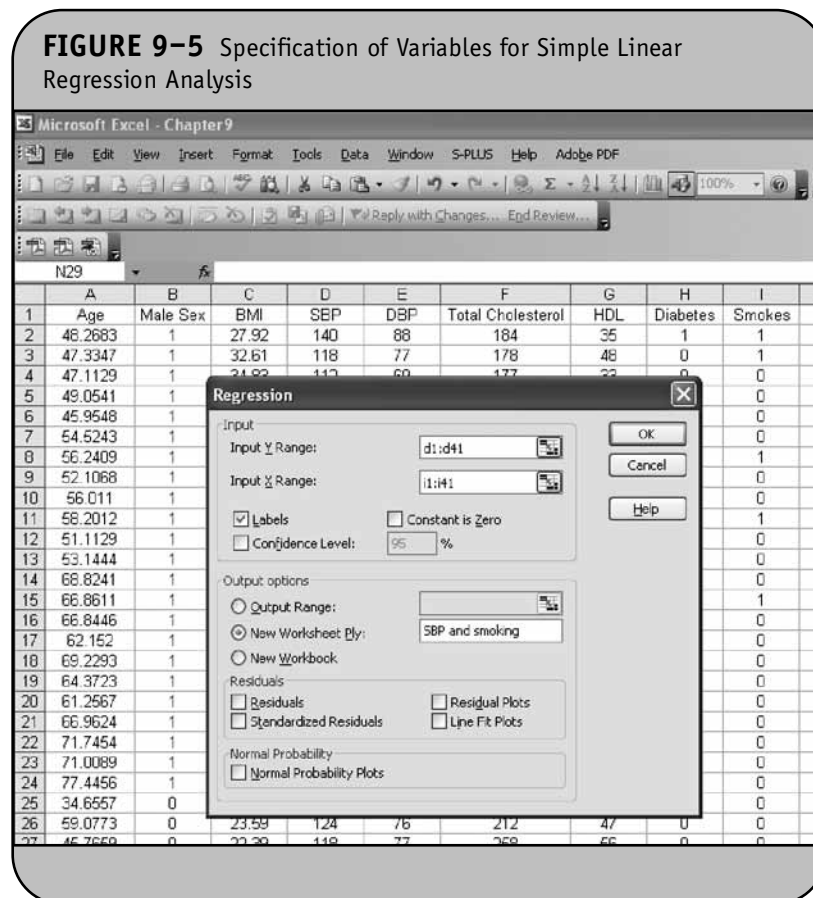 FIGURE 9–5 Specification of Variables for Simple Linear
Regression Analysis
Microsoft Excel - Chapter9
File Edit View Insert Format Tools Data Window S-PLUS Help Adobe PDF
100%
Reply with Changes... End Review...
N29 fx
A B C D E F G H I
1 Age Male Sex BMI SBP DBP Total Cholesterol HDL Diabetes Smokes
2 48.2683 1 27.92 140 88 184 35 1 1
3 47.3347 1 32.61 118 77 178 48 0 1
4 47.1129 1 177 0
5 49.0541 1 0
6 45.9548 1 0
7 54.5243 1 0
8 56.2409 1 1
9 52.1068 1 0
10 56.011 1 0
11 58.2012 1 1
12 51.1129 1 0
13 53.1444 1 0
14 68.8241 1 0
15 66.8611 1 1
16 66.8446 1 0
17 62.152 1 0
18 69.2293 1 0
19 64.3723 1 0
20 61.2567 1 0
21 66.9624 1 0
22 71.7454 1 0
23 71.0089 1 0
24 77.4456 1 0
25 34.6557 0 0
26 59.0773 0 23.59 124 76 212 47 0 0
27 0 77 0 0
Regression
Input
Input Y Range: d1:d41
Input X Range: i1:i41
Labels Constant is Zero
Confidence Level: 95 %
OK
Cancel
Help
Output options
Output Range:
New Worksheet Ply: SBP and smoking
New Workbook
Residuals
Residuals Residual Plots
Standardized Residuals Line Fit Plots
Normal Probability
Normal Probability Plots